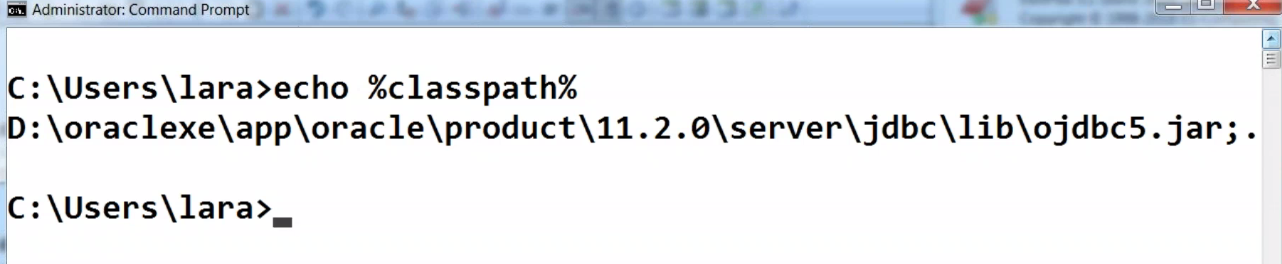 Administrator: Command Prompt
C:\Users\lara>echo %classpath%
D:\oraclexe\app\oracle\product\11.2.0\server\jdbc\lib\ojdbc5.jar;.
C:\Users\lara>